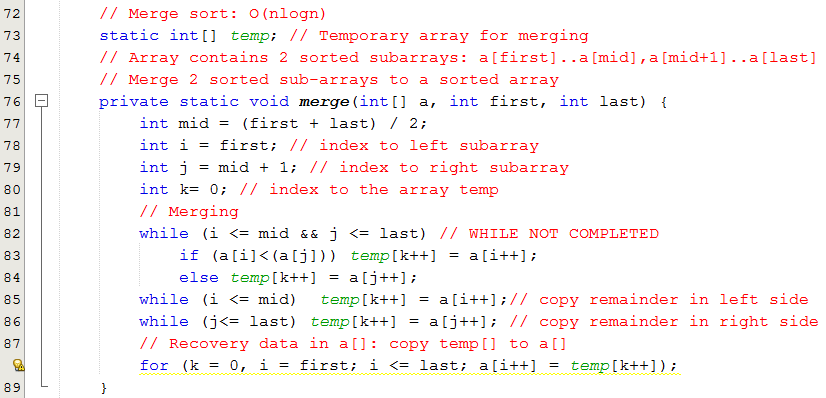 72 // Merge sort: O(nlogn)
73 static int[] temp; // Temporary array for merging
74 // Array contains 2 sorted subarrays: a[first]..a[mid],a[mid+1]..a[last]
75 // Merge 2 sorted sub-arrays to a sorted array
76 private static void merge(int[] a, int first, int last) {
77 int mid = (first + last) / 2;
78 int i = first; // index to left subarray
79 int j = mid + 1; // index to right subarray
80 int k= 0; // index to the array temp
81 // Merging
82 while (i <= mid && j <= last) // WHILE NOT COMPLETED
83 if (a[i]<(a[j])) temp[k++] = a[i++];
84 else temp[k++] = a[j++];
85 while (i <= mid)  temp[k++] = a[i++];// copy remainder in left side
86 while (j<= last) temp[k++] = a[j++]; // copy remainder in right side
87 // Recovery data in a[]: copy temp[] to a[]
for (k = 0, i = first; i <= last; a[i++] = temp[k++]);
89 }